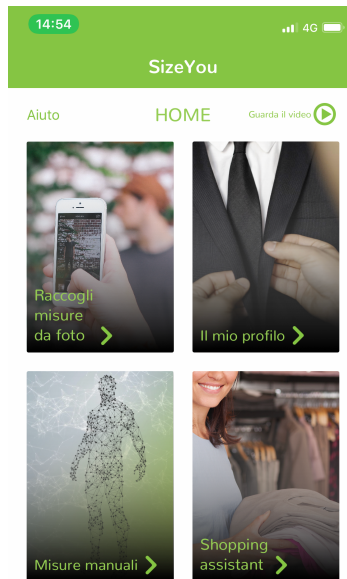 14:54
4G
SizeYou
Aiuto
HOME
Guarda il video
Raccogli
misure
da foto
Il mio profilo
Misure manuali
Shopping
assistant